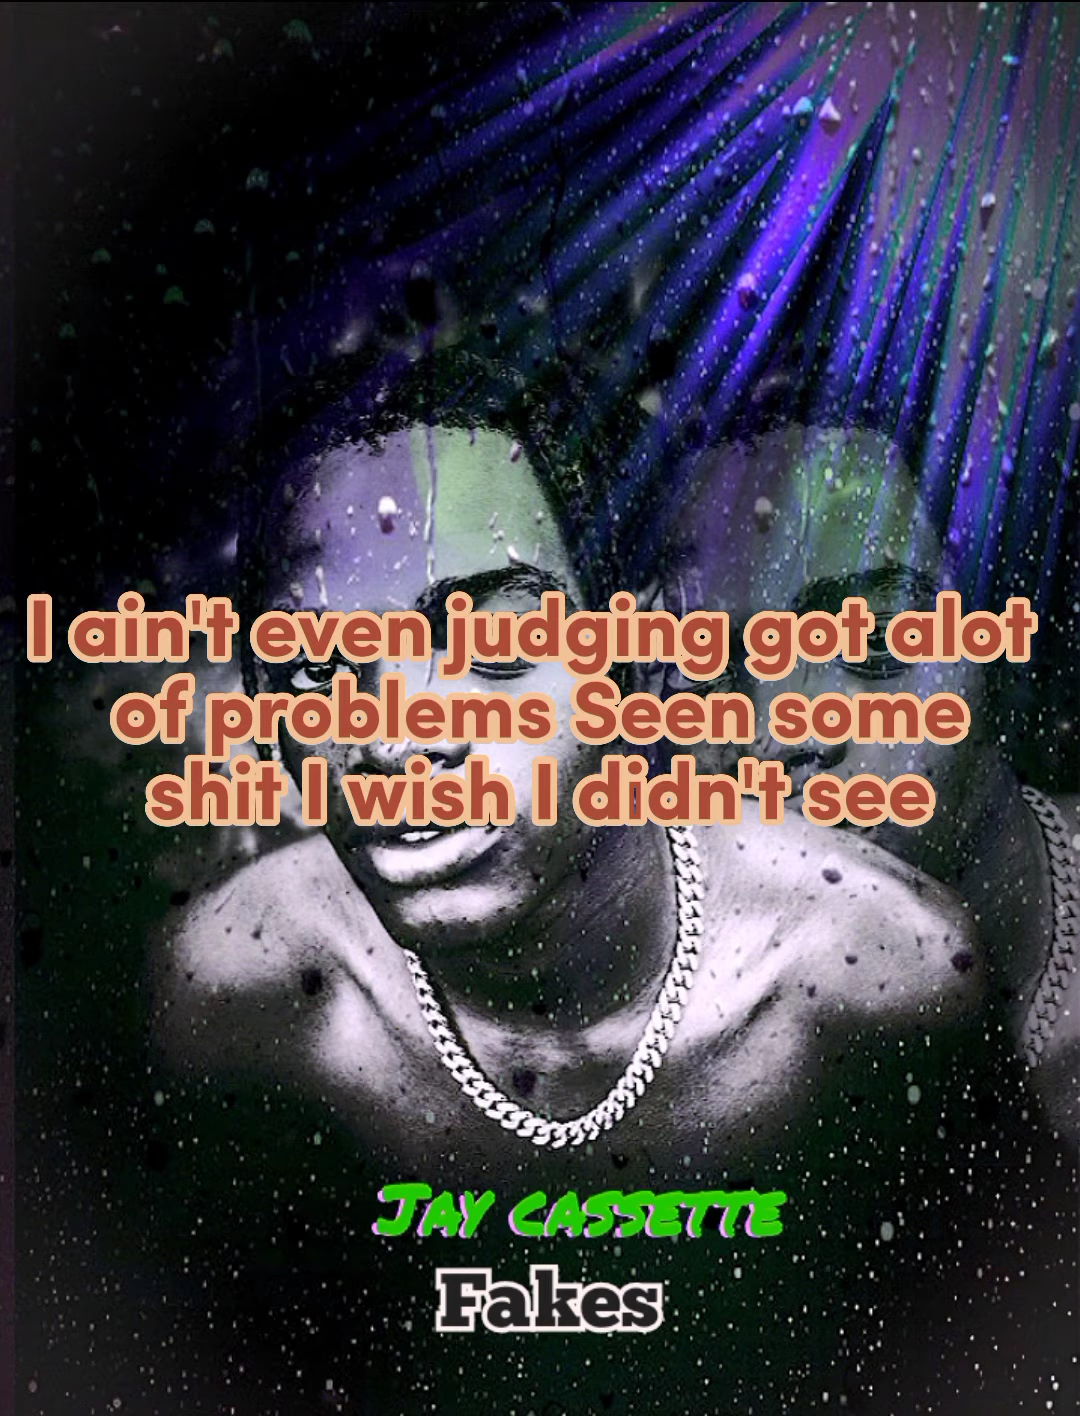 I ain't even judging got alot
of problems Seen some
shit I wish I didn't see
Jay cassette
Fakes